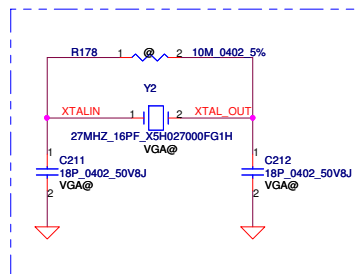 R178 1 @ 2 10M_0402_5%
Y2
XTALIN 1 2 XTAL_OUT
27MHZ_16PF_X5H027000FG1H
VGA@
1 1
C211 C212
18P_0402_50V8J 18P_0402_50V8J
VGA@ VGA@
2 2